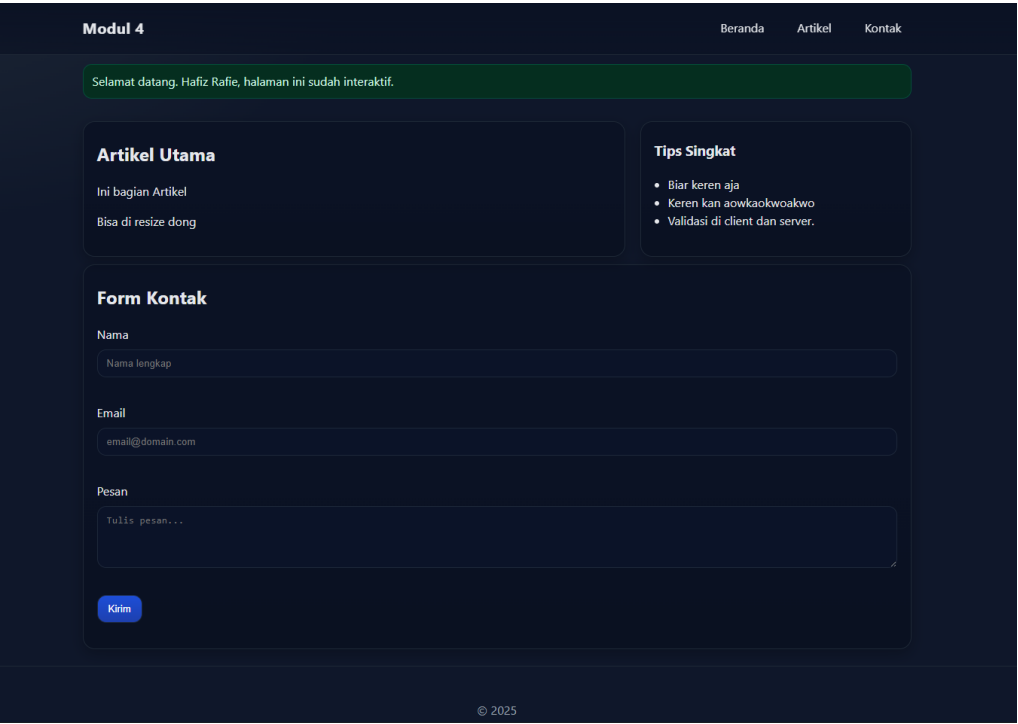 Modul 4
Beranda Artikel Kontak
Selamat datang. Hafiz Rafie, halaman ini sudah interaktif.
Artikel Utama
Ini bagian Artikel
Bisa di resize dong
Tips Singkat
Biar keren aja
Keren kan aowkaokwoakwo
Validasi di client dan server.
Form Kontak
Nama
Nama lengkap
Email
email@domain.com
Pesan
Tulis pesan...
Kirim
© 2025